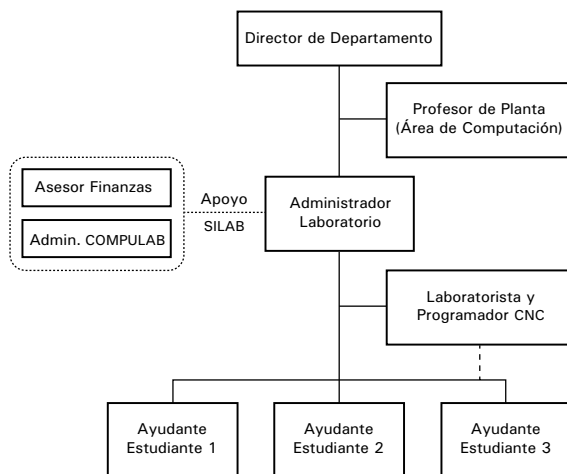 Director de Departamento
Profesor de Planta
(Área de Computación)
Asesor Finanzas
Admin. COMPULAB
Apoyo
SILAB
Administrador
Laboratorio
Laboratorista y
Programador CNC
Ayudante
Estudiante 1
Ayudante
Estudiante 2
Ayudante
Estudiante 3